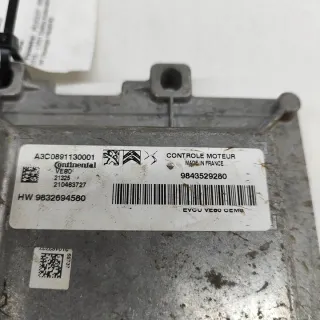 A3C0891130001
Continental
VE80
21225
210463727
HW 9832694580
CONTROLE MOTEUR
MADE IN FRANCE
9843529280
EVCU VE80 CEMB